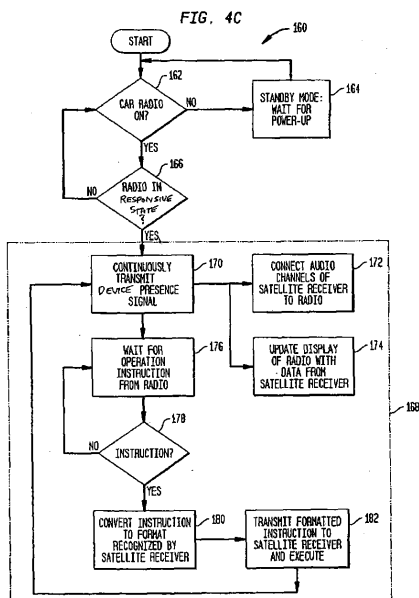 FIG. 4C
START
160
162
CAR RADIO
ON?
NO
164
STANDBY MODE:
WAIT FOR
POWER-UP
YES
166
NO
RADIO IN
RESPONSIVE
STATE
?
YES
170
CONTINUOUSLY
TRANSMIT
DEVICE PRESENCE
SIGNAL
172
CONNECT AUDIO
CHANNELS OF
SATELLITE RECEIVER
TO RADIO
176
WAIT FOR
OPERATION
INSTRUCTION
FROM RADIO
174
UPDATE DISPLAY
OF RADIO WITH
DATA FROM
SATELLITE RECEIVER
168
178
NO
INSTRUCTION?
YES
CONVERT INSTRUCTION
TO FORMAT
RECOGNIZED BY
SATELLITE RECEIVER
180
TRANSMIT FORMATTED
INSTRUCTION TO
SATELLITE RECEIVER
AND EXECUTE
182